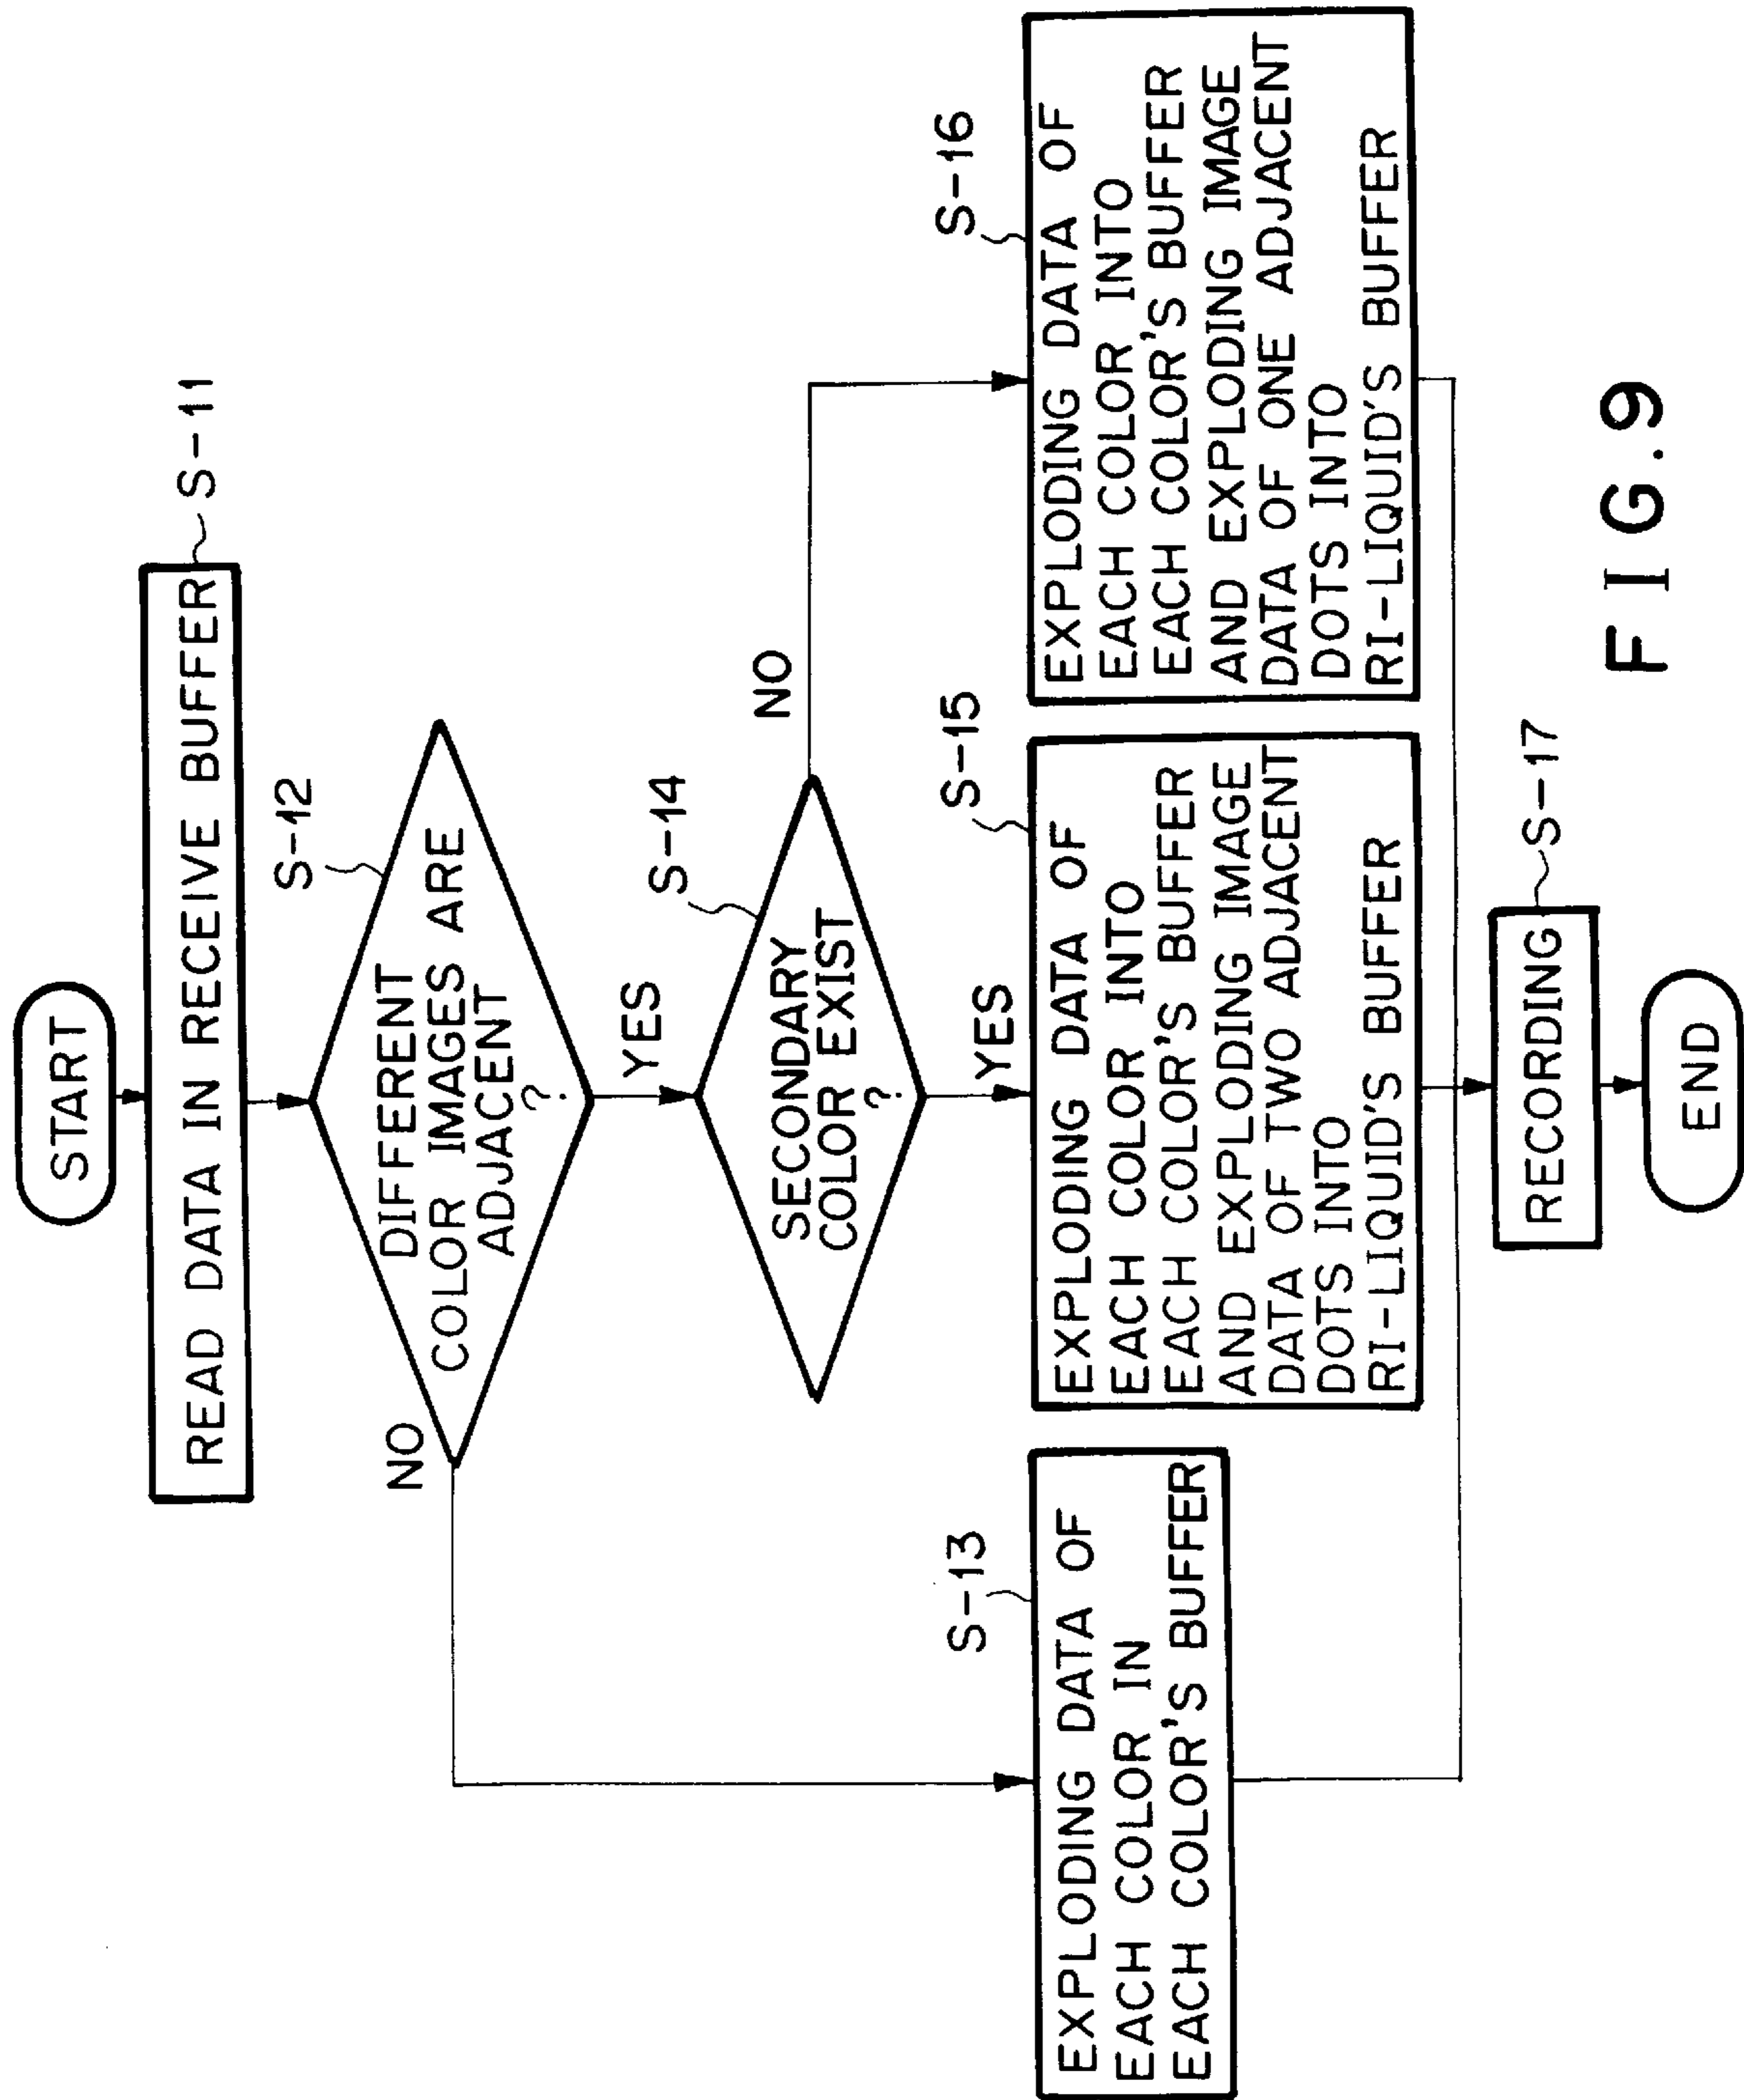 START
READ DATA IN RECEIVE BUFFER
S-11
S-12
DIFFERENT
COLOR IMAGES ARE
ADJACENT
?
NO
YES
S-14
SECONDARY
COLOR EXIST
?
NO
YES
S-13
EXPLODING DATA OF
EACH COLOR IN
EACH COLOR'S BUFFER
S-15
EXPLODING DATA OF
EACH COLOR INTO
EACH COLOR'S BUFFER
AND EXPLODING IMAGE
DATA OF TWO ADJACENT
DOTS INTO
RI-LIQUID'S BUFFER
S-16
EXPLODING DATA OF
EACH COLOR INTO
EACH COLOR'S BUFFER
AND EXPLODING IMAGE
DATA OF ONE ADJACENT
DOTS INTO
RI-LIQUID'S BUFFER
RECORDING
S-17
END
FIG.9